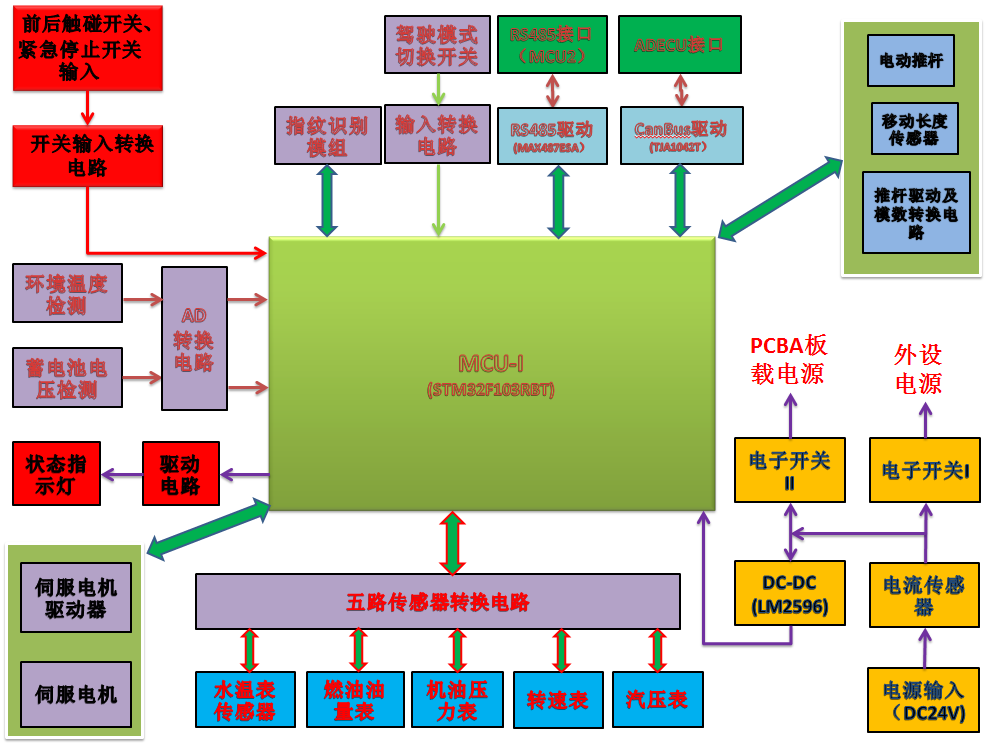 前后触碰开关、
紧急停止开关
输入
开关输入转换
电路
驾驶模式
切换开关
RS485接口
（MCU2）
ADECU接口
指纹识别
模组
输入转换
电路
RS485驱动
(MAX487ESA）
CanBus驱动
(TJA1042T）
电动推杆
移动长度
传感器
推杆驱动及
模数转换电
路
环境温度
检测
蓄电池电
压检测
AD
转换
电路
MCU-I
(STM32F103RBT)
状态指
示灯
驱动
电路
伺服电机
驱动器
伺服电机
五路传感器转换电路
水温表
传感器
燃油油
量表
机油压
力表
转速表
汽压表
PCBA板
载电源
外设
电源
电子开关
II
电子开关I
DC-DC
(LM2596)
电流传感
器
电源输入
（DC24V)